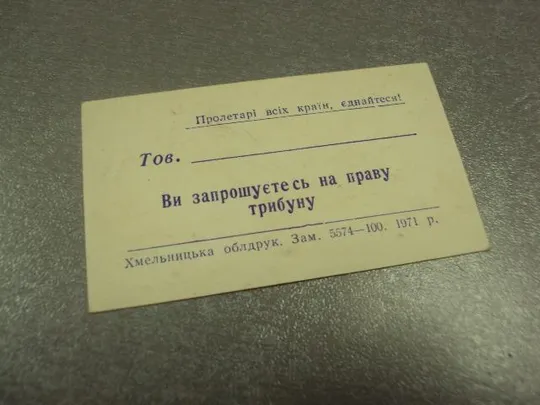 Пролетарі всіх країн, єднайтеся!
Тов.
Ви запрошуєтесь на праву
трибуну
Хмельницька облдрук. Зам. 5574—100. 1971 р.